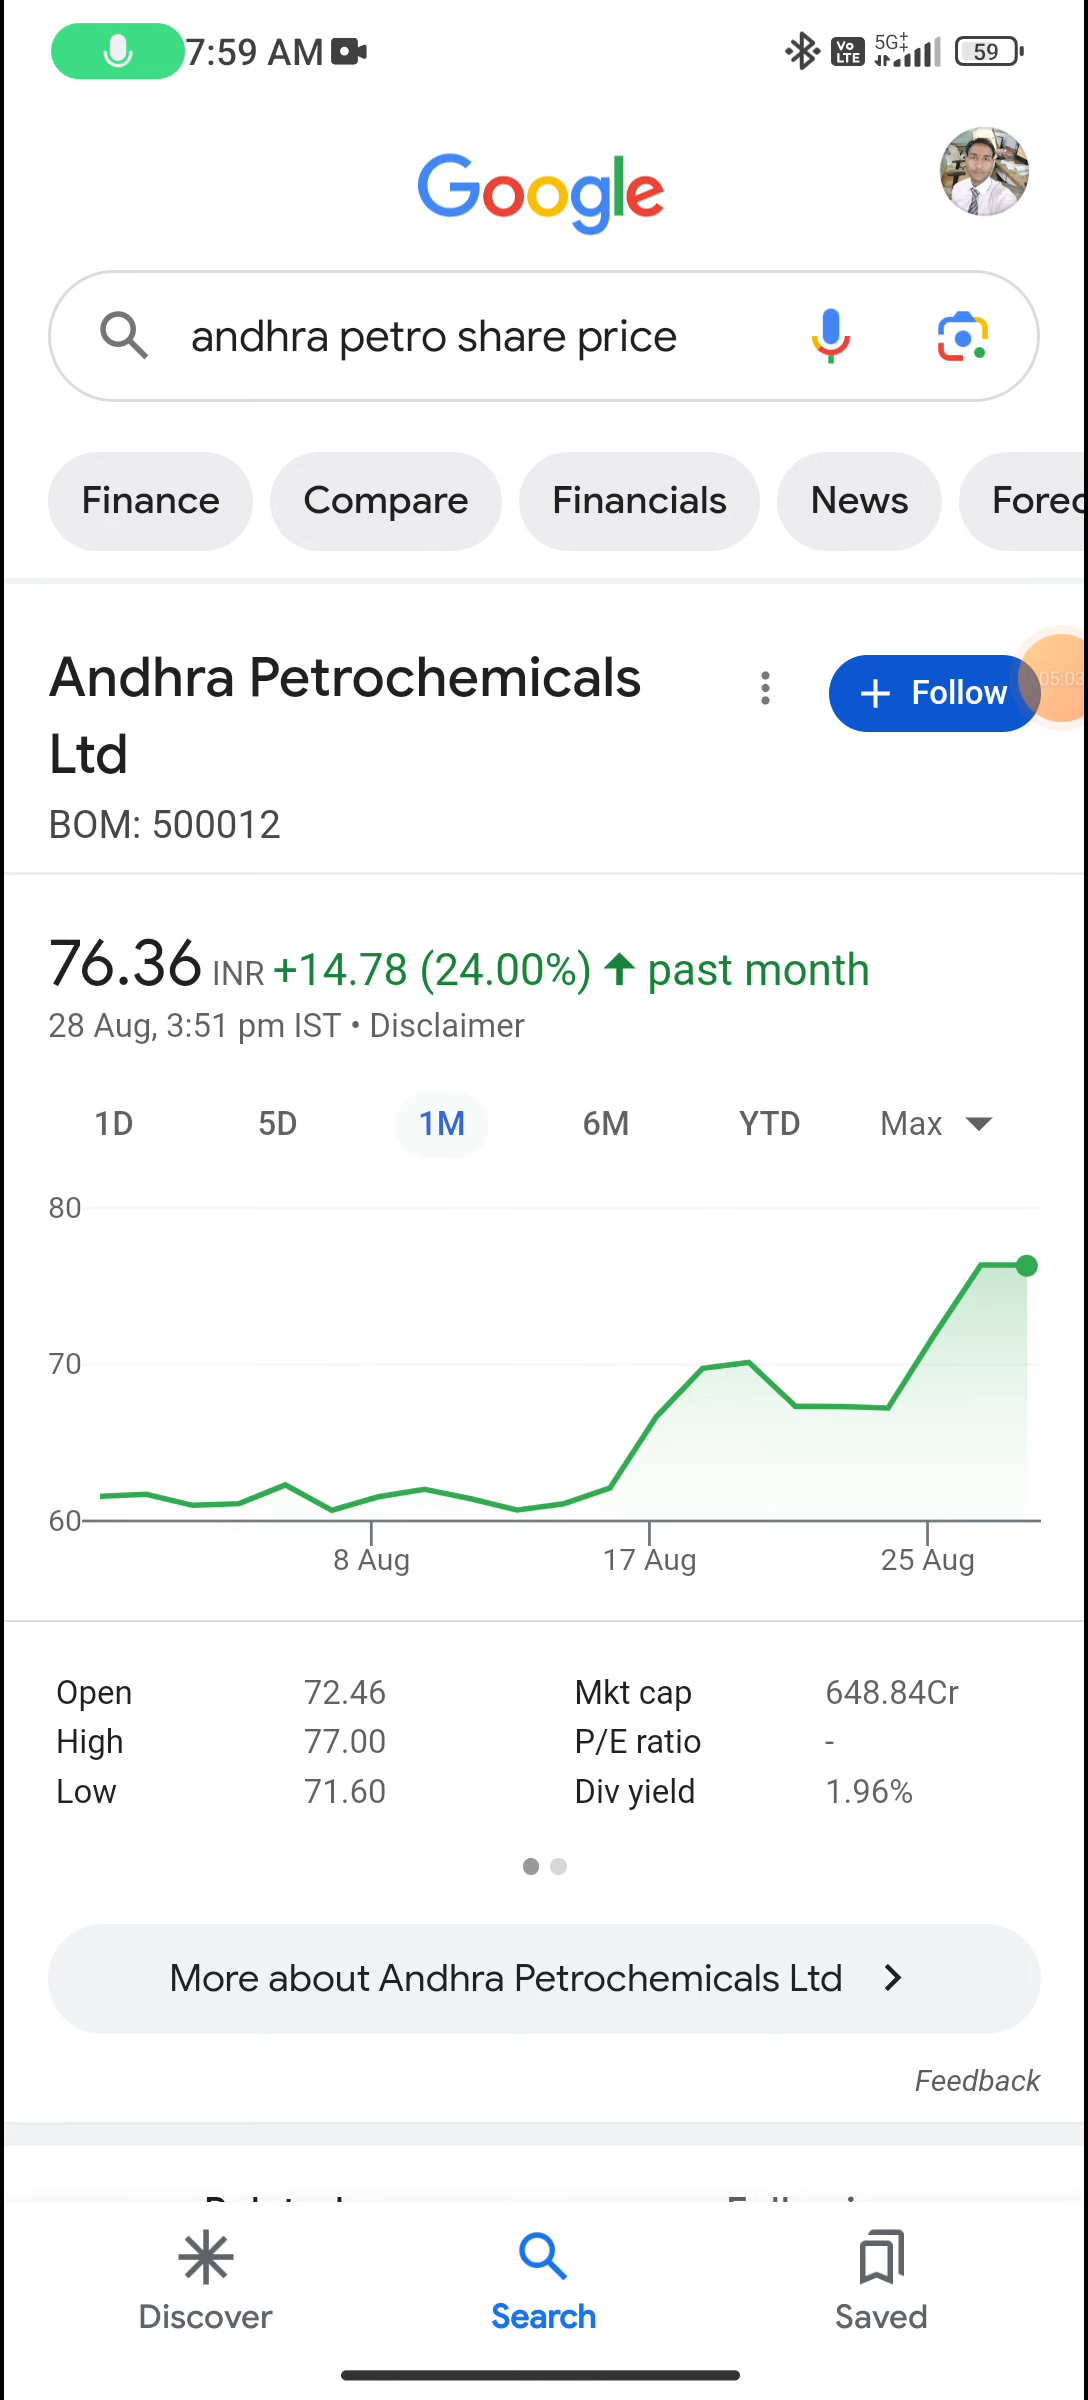 7:59 AM
Vo LTE 5G 59
Google
andhra petro share price
Finance Compare Financials News
Andhra Petrochemicals
Ltd
+ Follow
05:03
BOM: 500012
76.36 INR +14.78 (24.00%) ↑ past month
28 Aug, 3:51 pm IST • Disclaimer
1D 5D 1M 6M YTD Max
80
70
60
8 Aug 17 Aug 25 Aug
Open 72.46 Mkt cap 648.84Cr
High 77.00 P/E ratio -
Low 71.60 Div yield 1.96%
More about Andhra Petrochemicals Ltd >
Feedback
Discover Search Saved